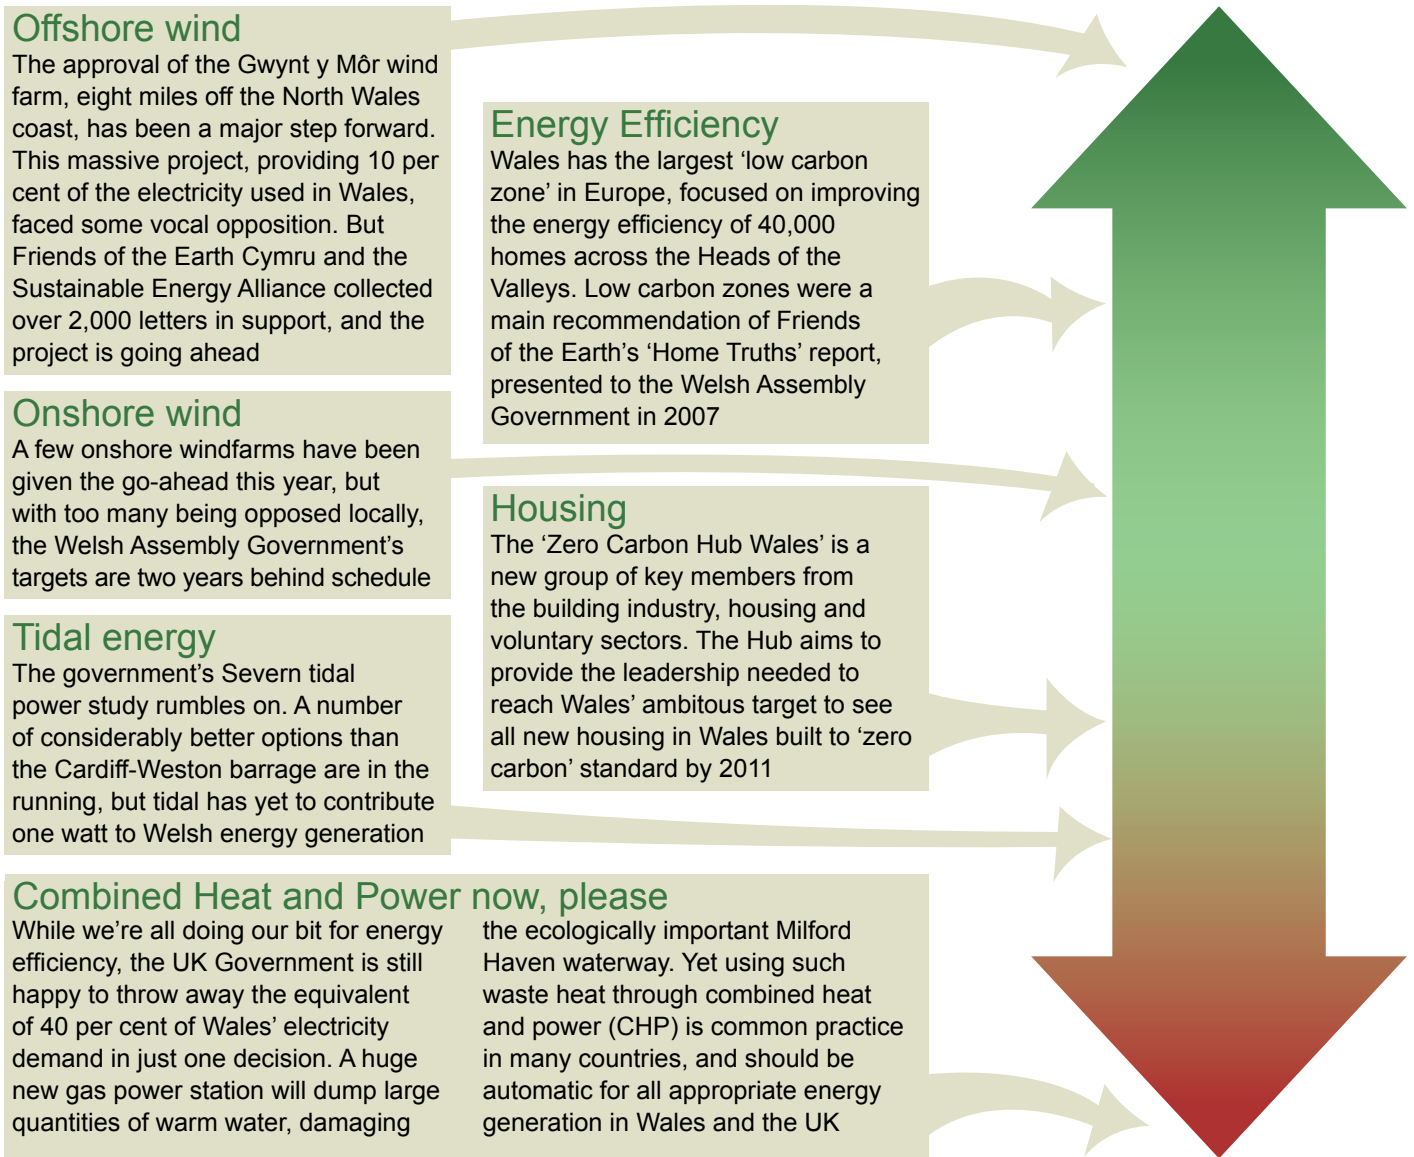 Offshore wind
The approval of the Gwynt y Môr wind
farm, eight miles off the North Wales
coast, has been a major step forward.
This massive project, providing 10 per
cent of the electricity used in Wales,
faced some vocal opposition. But
Friends of the Earth Cymru and the
Sustainable Energy Alliance collected
over 2,000 letters in support, and the
project is going ahead
Energy Efficiency
Wales has the largest ‘low carbon
zone’ in Europe, focused on improving
the energy efficiency of 40,000
homes across the Heads of the
Valleys. Low carbon zones were a
main recommendation of Friends
of the Earth’s ‘Home Truths’ report,
presented to the Welsh Assembly
Government in 2007
Onshore wind
A few onshore windfarms have been
given the go-ahead this year, but
with too many being opposed locally,
the Welsh Assembly Government’s
targets are two years behind schedule
Housing
The ‘Zero Carbon Hub Wales’ is a
new group of key members from
the building industry, housing and
voluntary sectors. The Hub aims to
provide the leadership needed to
reach Wales’ ambitious target to see
all new housing in Wales built to ‘zero
carbon’ standard by 2011
Tidal energy
The government’s Severn tidal
power study rumbles on. A number
of considerably better options than
the Cardiff-Weston barrage are in the
running, but tidal has yet to contribute
one watt to Welsh energy generation
Combined Heat and Power now, please
While we’re all doing our bit for energy
efficiency, the UK Government is still
happy to throw away the equivalent
of 40 per cent of Wales’ electricity
demand in just one decision. A huge
new gas power station will dump large
quantities of warm water, damaging
the ecologically important Milford
Haven waterway. Yet using such
waste heat through combined heat
and power (CHP) is common practice
in many countries, and should be
automatic for all appropriate energy
generation in Wales and the UK